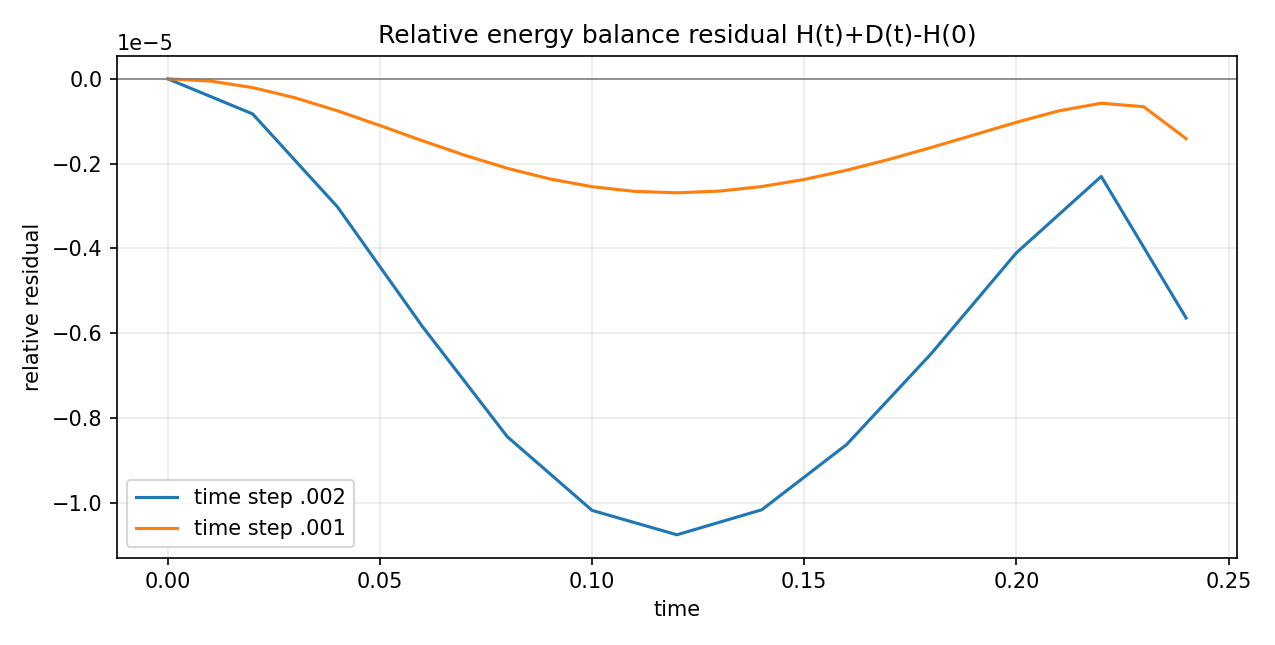 Relative energy balance residual H(t)+D(t)-H(0)
1e−5
0.0
−0.2
−0.4
−0.6
−0.8
−1.0
relative residual
time step .002
time step .001
0.00 0.05 0.10 0.15 0.20 0.25
time